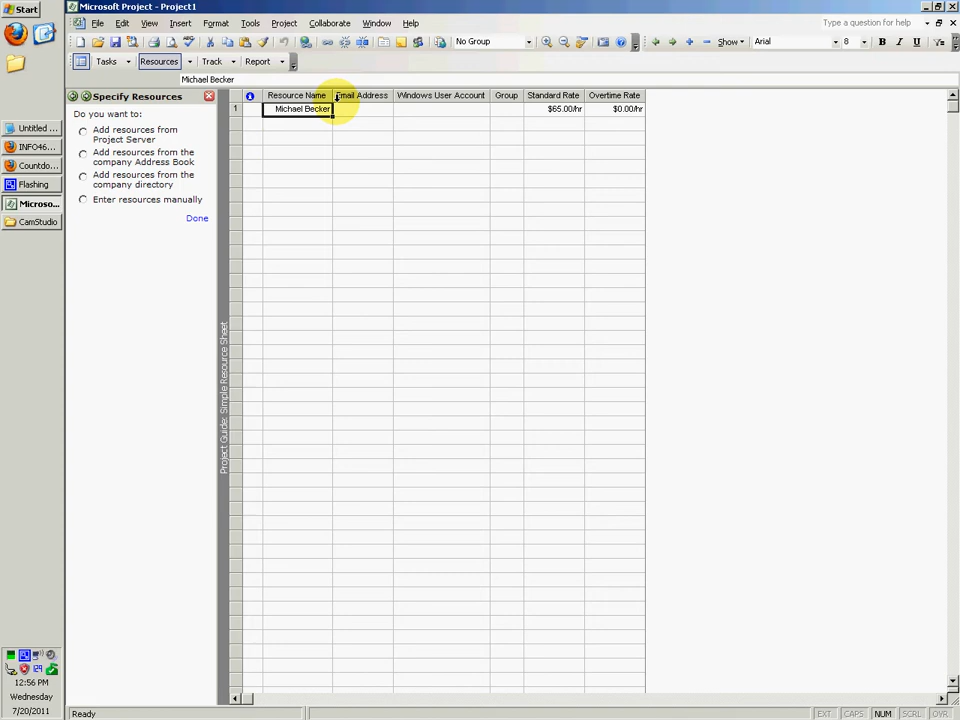 Start
Microsoft Project - Project1
File Edit View Insert Format Tools Project Collaborate Window Help
Type a question for help
No Group
Show
Arial
8
B I U
Tasks
Resources
Track
Report
Michael Becker
Specify Resources
Do you want to:
Add resources from
Project Server
Add resources from the
company Address Book
Add resources from the
company directory
Enter resources manually
Done
Resource Name Email Address Windows User Account Group Standard Rate Overtime Rate
1 Michael Becker $65.00/hr $0.00/hr
Project Guide: Simple Resource Sheet
Untitled ...
INFO46...
Countdo...
Flashing
Microso...
CamStudio
12:56 PM
Wednesday
7/20/2011
Ready
EXT CAPS NUM SCRL OVR